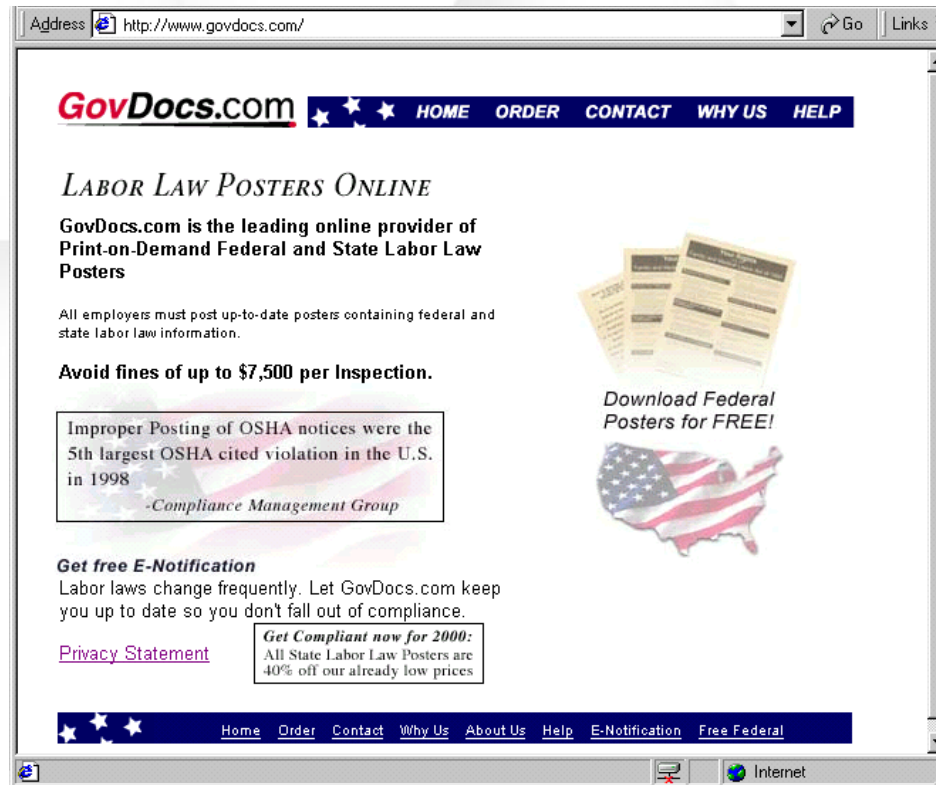 Address http://www.govdocs.com/ Go Links
GovDocs.com HOME ORDER CONTACT WHY US HELP
LABOR LAW POSTERS ONLINE
GovDocs.com is the leading online provider of
Print-on-Demand Federal and State Labor Law
Posters
All employers must post up-to-date posters containing federal and
state labor law information.
Avoid fines of up to $7,500 per Inspection.
Improper Posting of OSHA notices were the
5th largest OSHA cited violation in the U.S.
in 1998
-Compliance Management Group
Download Federal
Posters for FREE!
Get free E-Notification
Labor laws change frequently. Let GovDocs.com keep
you up to date so you don't fall out of compliance.
Privacy Statement
Get Compliant now for 2000:
All State Labor Law Posters are
40% off our already low prices
Home Order Contact Why Us About Us Help E-Notification Free Federal
Internet